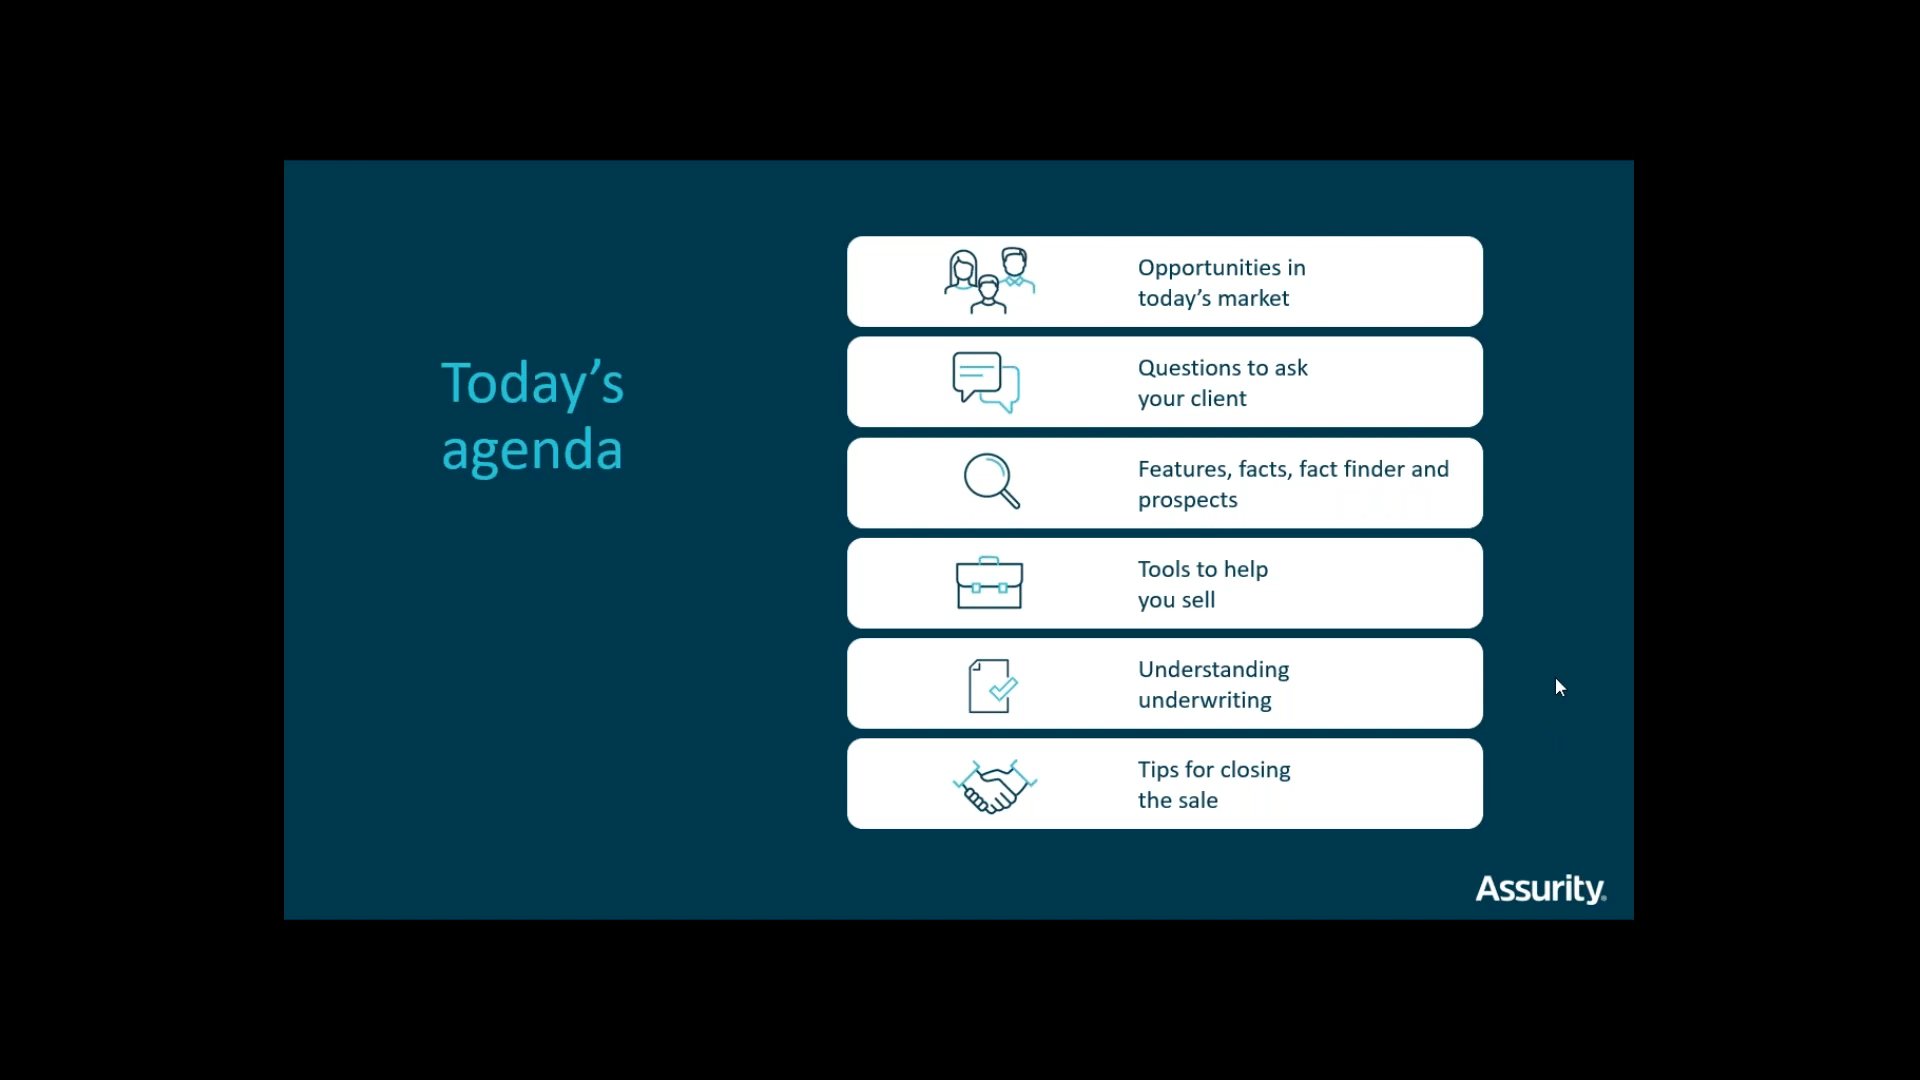 Today’s
agenda
Opportunities in
today’s market
Questions to ask
your client
Features, facts, fact finder and
prospects
Tools to help
you sell
Understanding
underwriting
Tips for closing
the sale
Assurity®